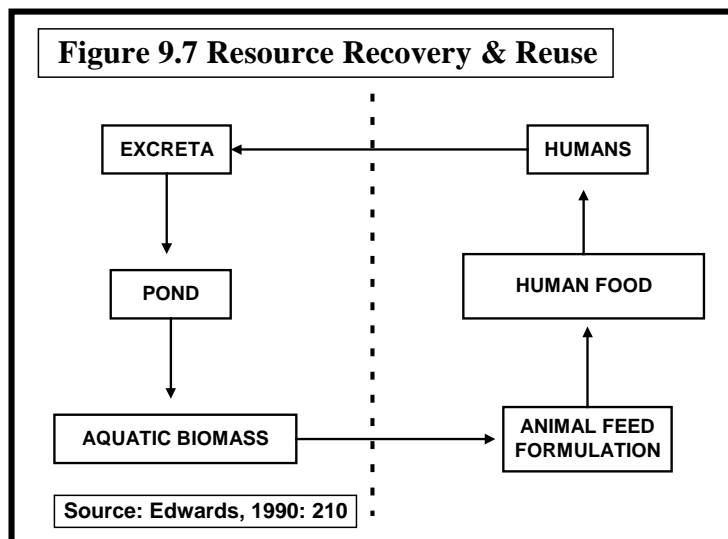 Figure 9.7 Resource Recovery & Reuse
EXCRETA
HUMANS
POND
HUMAN FOOD
AQUATIC BIOMASS
ANIMAL FEED
FORMULATION
Source: Edwards, 1990: 210